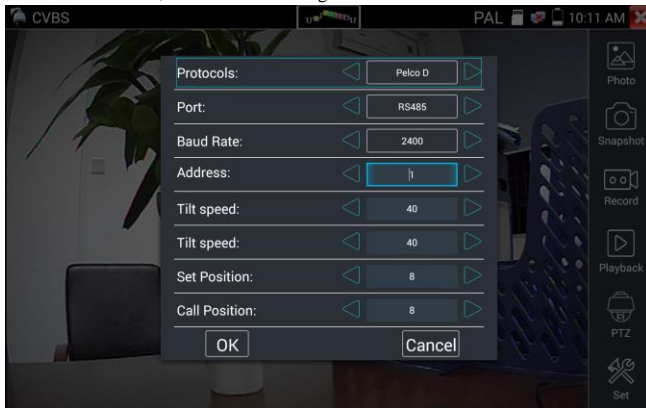 CVBS
PAL
10:11 AM
Protocols: Pelco D
Port: RS485
Baud Rate: 2400
Address: 1
Tilt speed: 40
Tilt speed: 40
Set Position: 8
Call Position: 8
OK Cancel
Photo
Snapshot
Record
Playback
PTZ
Set